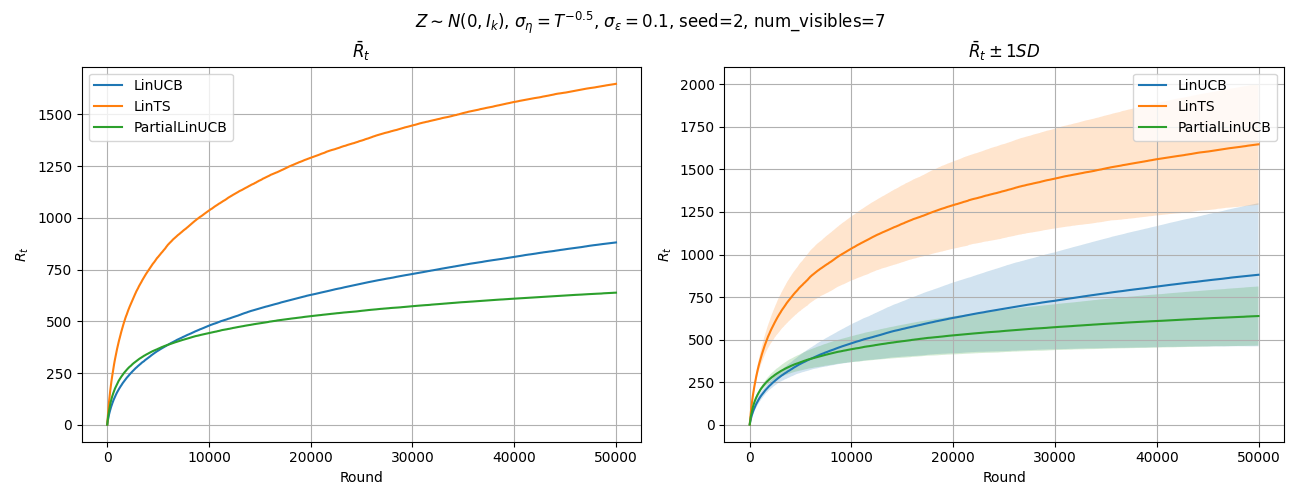 Z ∼ N(0, I_k), σ_η = T^{-0.5}, σ_ε = 0.1, seed=2, num_visibles=7
R̄_t
LinUCB
LinTS
PartialLinUCB
1500
1250
1000
750
500
250
0
R_t
0 10000 20000 30000 40000 50000
Round
R̄_t ± 1SD
LinUCB
LinTS
PartialLinUCB
2000
1750
1500
1250
1000
750
500
250
0
R_t
0 10000 20000 30000 40000 50000
Round